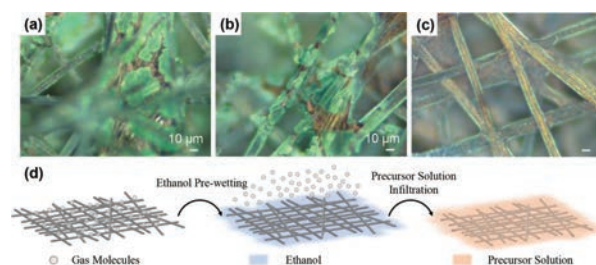 (a)
(b)
(c)
10 μm
10 μm
(d)
Ethanol Pre-wetting
Precursor Solution
Infiltration
Gas Molecules
Ethanol
Precursor Solution